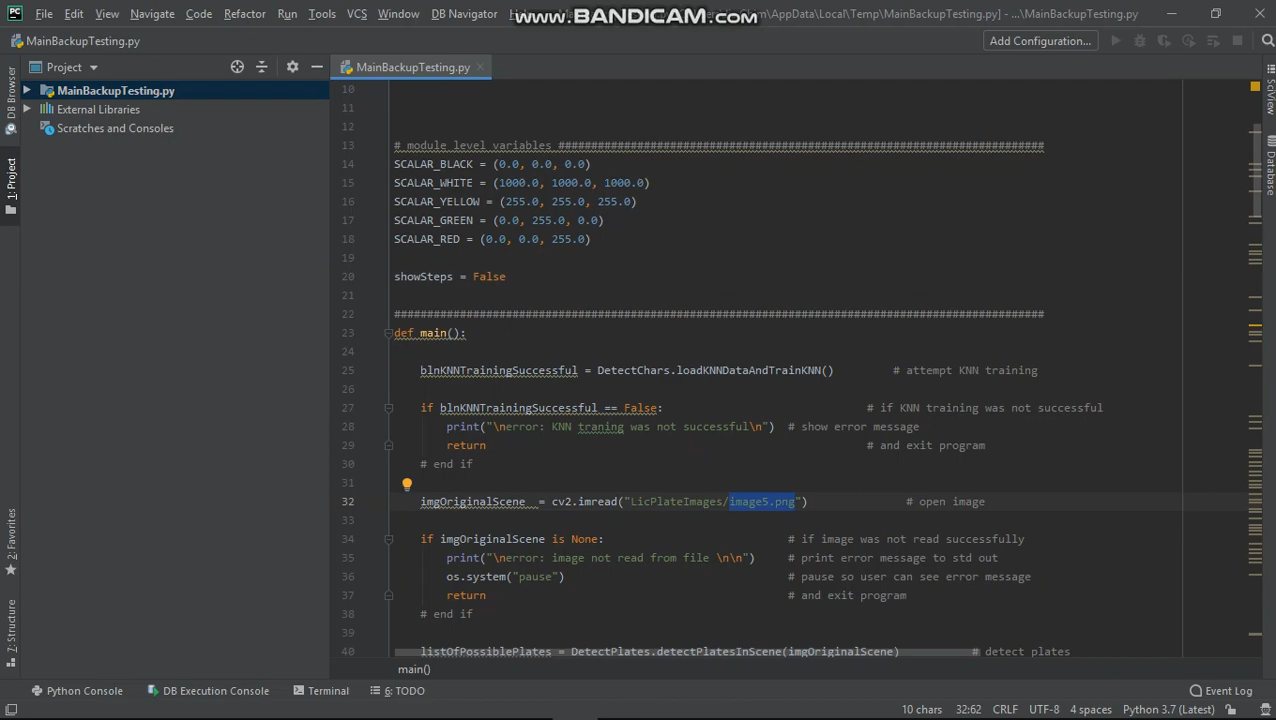 File Edit View Navigate Code Refactor Run Tools VCS Window DB Navigator
www.BANDICAM.com
AppData\Local\Temp\MainBackupTesting.py] - ...\MainBackupTesting.py
MainBackupTesting.py
Add Configuration...
Project
MainBackupTesting.py
MainBackupTesting.py
External Libraries
Scratches and Consoles
DB Browser
1: Project
2: Favorites
Z: Structure
SciView
Database
10
11
12
13 # module level variables ##########################################################################
14 SCALAR_BLACK = (0.0, 0.0, 0.0)
15 SCALAR_WHITE = (1000.0, 1000.0, 1000.0)
16 SCALAR_YELLOW = (255.0, 255.0, 255.0)
17 SCALAR_GREEN = (0.0, 255.0, 0.0)
18 SCALAR_RED = (0.0, 0.0, 255.0)
19
20 showSteps = False
21
22 ###################################################################################################
23 def main():
24
25 blnKNNTrainingSuccessful = DetectChars.loadKNNDataAndTrainKNN() # attempt KNN training
26
27 if blnKNNTrainingSuccessful == False: # if KNN training was not successful
28 print("\nerror: KNN traning was not successful\n") # show error message
29 return # and exit program
30 # end if
31
32 imgOriginalScene = cv2.imread("LicPlateImages/image5.png") # open image
33
34 if imgOriginalScene is None: # if image was not read successfully
35 print("\nerror: image not read from file \n\n") # print error message to std out
36 os.system("pause") # pause so user can see error message
37 return # and exit program
38 # end if
39
40 listOfPossiblePlates = DetectPlates.detectPlatesInScene(imgOriginalScene) # detect plates
main()
Python Console DB Execution Console Terminal 6: TODO Event Log
10 chars 32:62 CRLF UTF-8 4 spaces Python 3.7 (Latest)